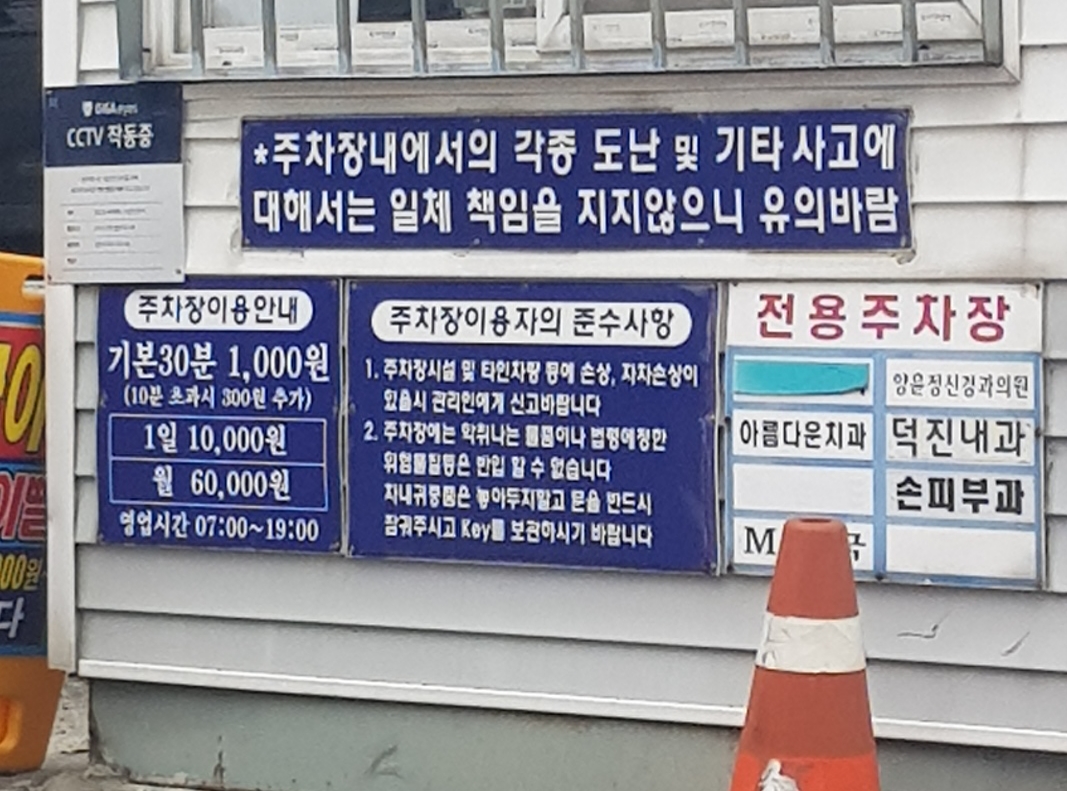 GiGAeyes
CCTV 작동중
*주차장내에서의 각종 도난 및 기타 사고에
대해서는 일체 책임을 지지않으니 유의바람
주차장이용안내
기본30분 1,000원
(10분 초과시 300원 추가)
1일 10,000원
월 60,000원
영업시간 07:00~19:00
주차장이용자의 준수사항
1. 주차장시설 및 타인차량 등에 손상, 자차손상이
있을시 관리인에게 신고바랍니다
2. 주차장에는 악취나는 물품이나 법령에정한
위험물질등은 반입 할 수 없습니다
차내귀중품은 놓아두지말고 문을 반드시
잠궈주시고 Key를 보관하시기 바랍니다
전용주차장
양윤정신경과의원
아름다운치과
덕진내과
손피부과
M
국
00원
다